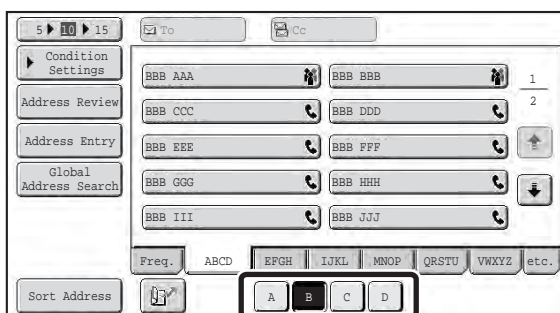 5 10 15
To
Cc
Condition
Settings
Address Review
Address Entry
Global
Address Search
Sort Address
BBB AAA
BBB BBB
BBB CCC
BBB DDD
BBB EEE
BBB FFF
BBB GGG
BBB HHH
BBB III
BBB JJJ
1
2
Freq.
ABCD
EFGH
IJKL
MNOP
QRSTU
VWXYZ
etc.
A
B
C
D